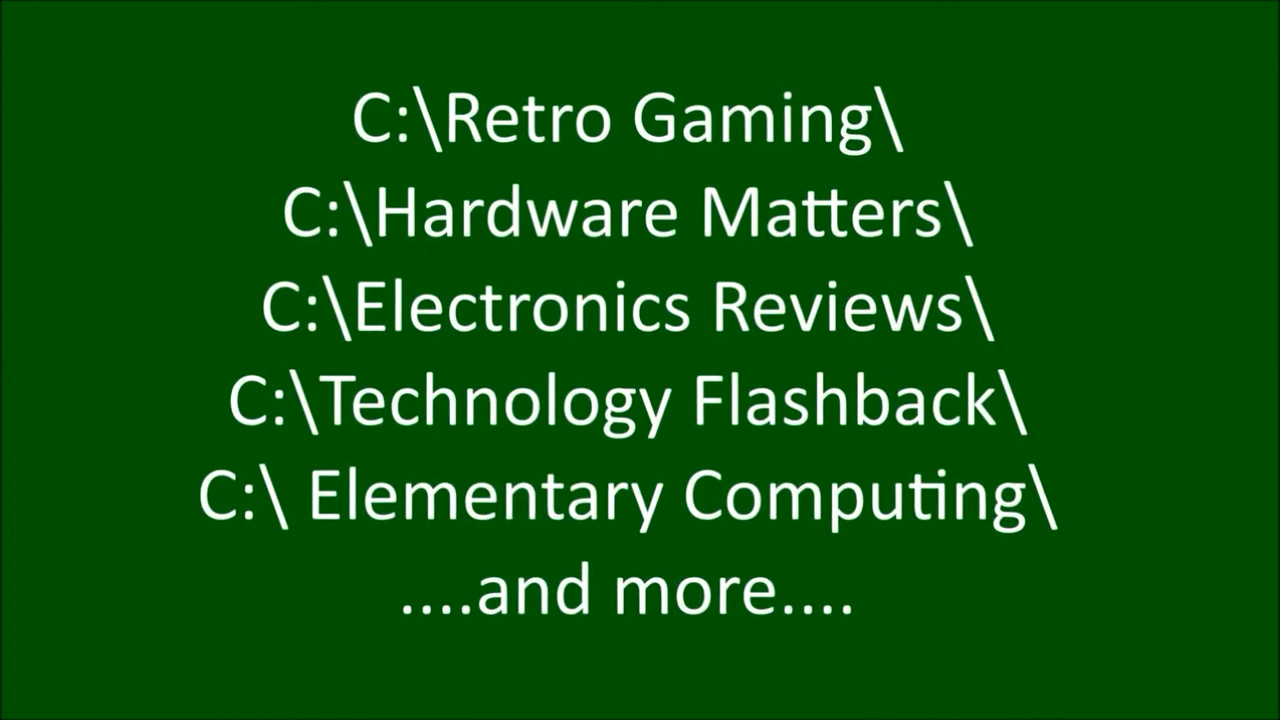 C:\Retro Gaming\
C:\Hardware Matters\
C:\Electronics Reviews\
C:\Technology Flashback\
C:\ Elementary Computing\
....and more....